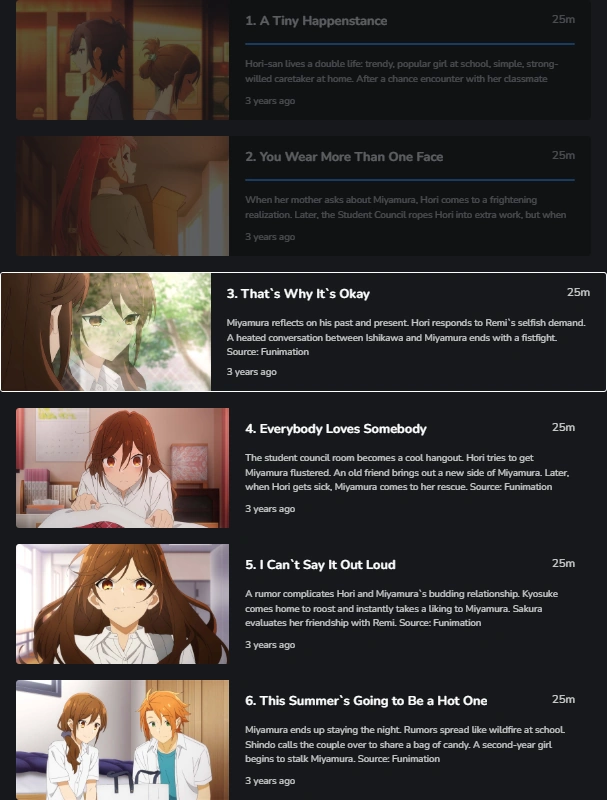 1. A Tiny Happenstance
25m
Hori-san lives a double life: trendy, popular girl at school, simple, strong-
willed caretaker at home. After a chance encounter with her classmate
3 years ago
2. You Wear More Than One Face
25m
When her mother asks about Miyamura, Hori comes to a frightening
realization. Later, the Student Council ropes Hori into extra work, but when
3 years ago
3. That`s Why It`s Okay
25m
Miyamura reflects on his past and present. Hori responds to Remi`s selfish demand.
A heated conversation between Ishikawa and Miyamura ends with a fistfight.
Source: Funimation
3 years ago
4. Everybody Loves Somebody
25m
The student council room becomes a cool hangout. Hori tries to get
Miyamura flustered. An old friend brings out a new side of Miyamura. Later,
when Hori gets sick, Miyamura comes to her rescue. Source: Funimation
3 years ago
5. I Can`t Say It Out Loud
25m
A rumor complicates Hori and Miyamura`s budding relationship. Kyosuke
comes home to roost and instantly takes a liking to Miyamura. Sakura
evaluates her friendship with Remi. Source: Funimation
3 years ago
6. This Summer`s Going to Be a Hot One
25m
Miyamura ends up staying the night. Rumors spread like wildfire at school.
Shindo calls the couple over to share a bag of candy. A second-year girl
begins to stalk Miyamura. Source: Funimation
3 years ago